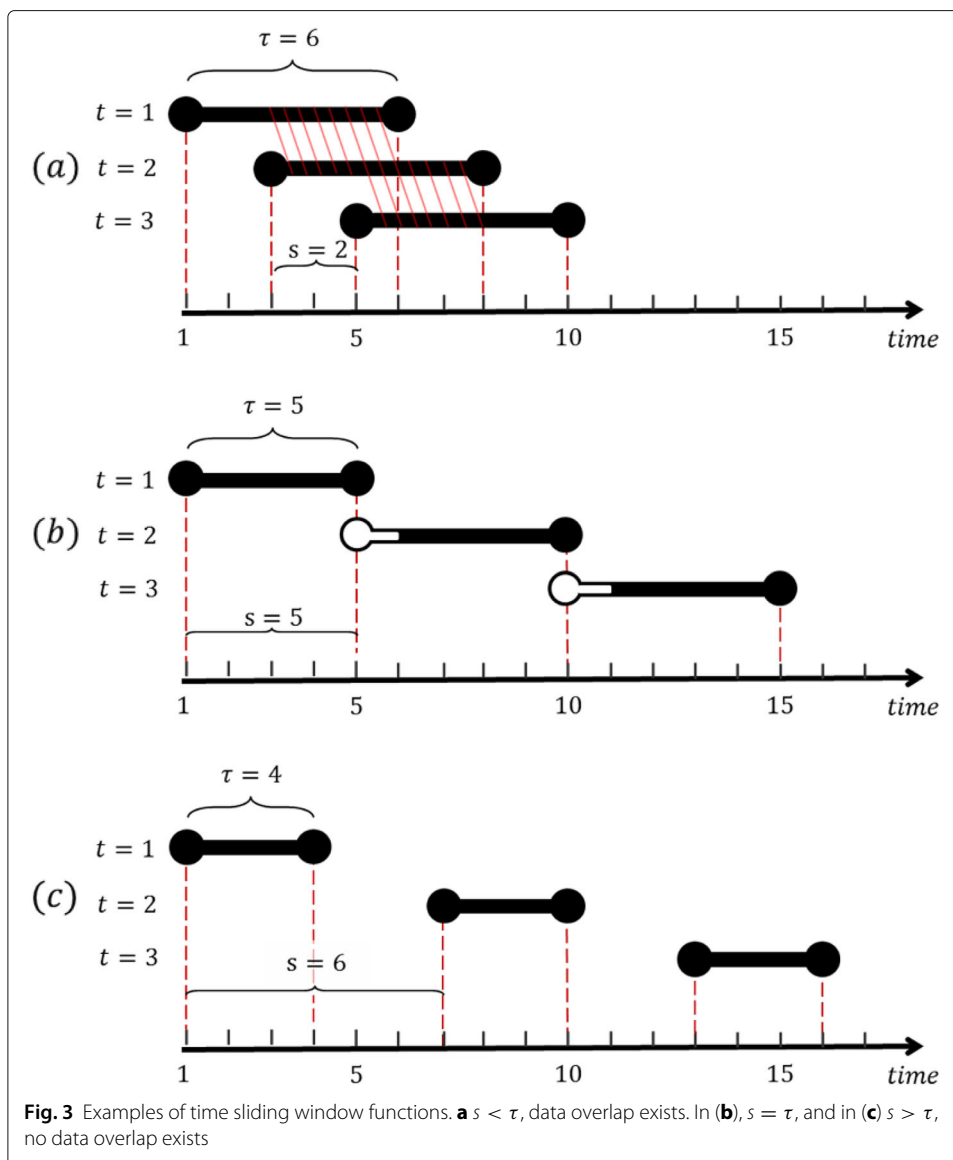 τ = 6
t = 1
(a) t = 2
t = 3
s = 2
1 5 10 15 time
τ = 5
t = 1
(b) t = 2
t = 3
s = 5
1 5 10 15 time
τ = 4
t = 1
(c) t = 2
t = 3
s = 6
1 5 10 15 time
Fig. 3 Examples of time sliding window functions. a s < τ, data overlap exists. In (b), s = τ, and in (c) s > τ,
no data overlap exists